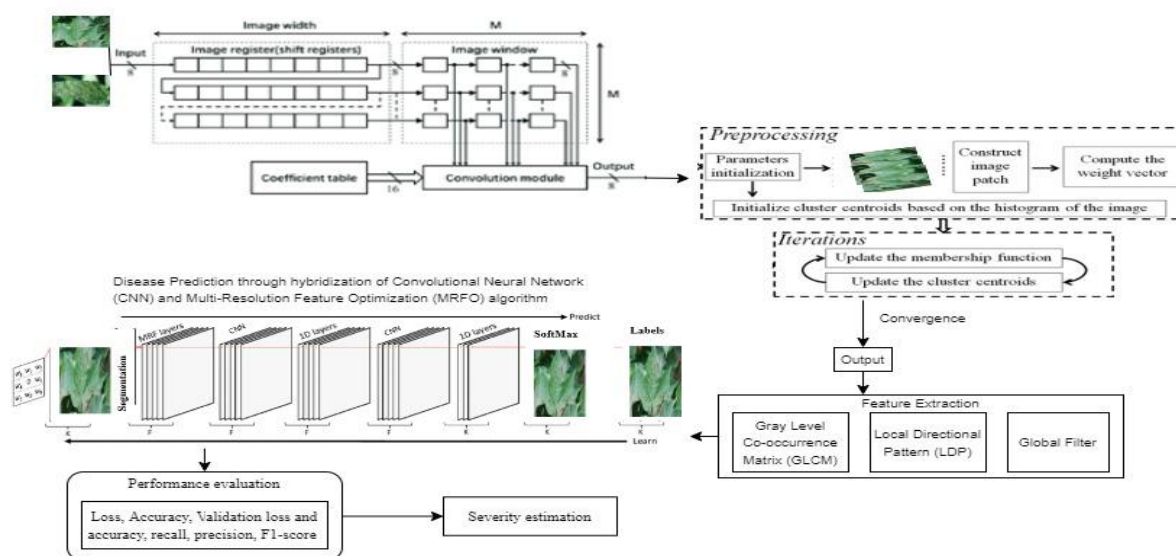 Image width
M
Input
Image register(shift registers)
Image window
8
8
8
M
Coefficient table
16
Convolution module
Output
8
Preprocessing
Parameters
initialization
Construct
image
patch
Compute the
weight vector
Initialize cluster centroids based on the histogram of the image
Iterations
Update the membership function
Update the cluster centroids
Convergence
Output
Feature Extraction
Gray Level
Co-occurrence
Matrix (GLCM)
Local Directional
Pattern (LDP)
Global Filter
Disease Prediction through hybridization of Convolutional Neural Network
(CNN) and Multi-Resolution Feature Optimization (MRFO) algorithm
Predict
MRF layers
CNN
1D layers
CNN
1D layers
SoftMax
Labels
Segmentation
K
F
F
F
F
K
K
K
Learn
Performance evaluation
Loss, Accuracy, Validation loss and
accuracy, recall, precision, F1-score
Severity estimation